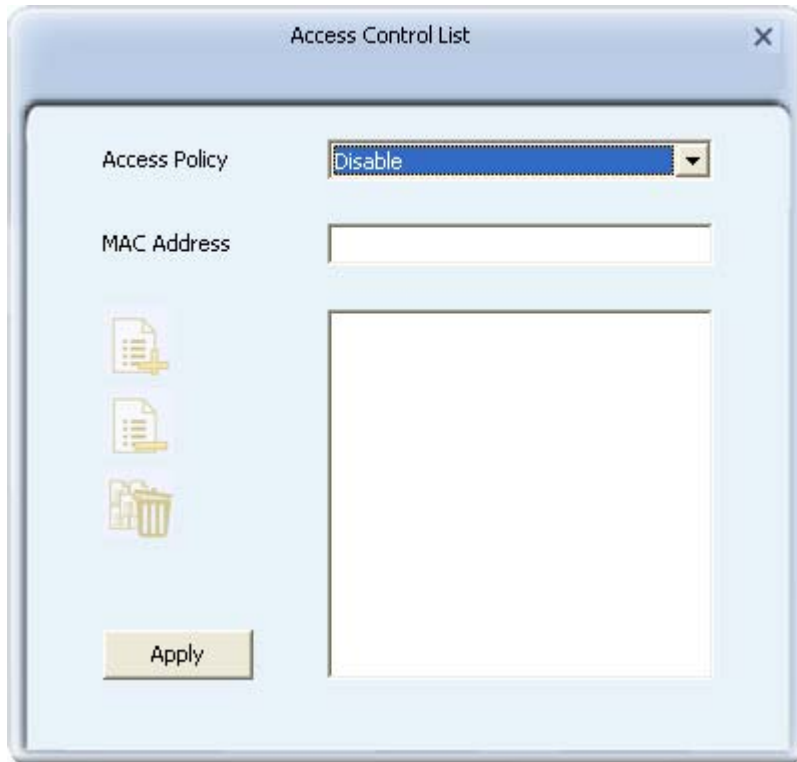 Access Control List
Access Policy
Disable
MAC Address
Apply